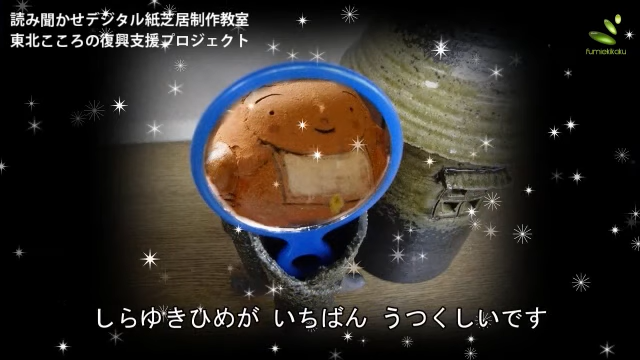 読み聞かせデジタル紙芝居制作教室
東北こころの復興支援プロジェクト
fumiekikaku
しらゆきひめが いちばん うつくしいです